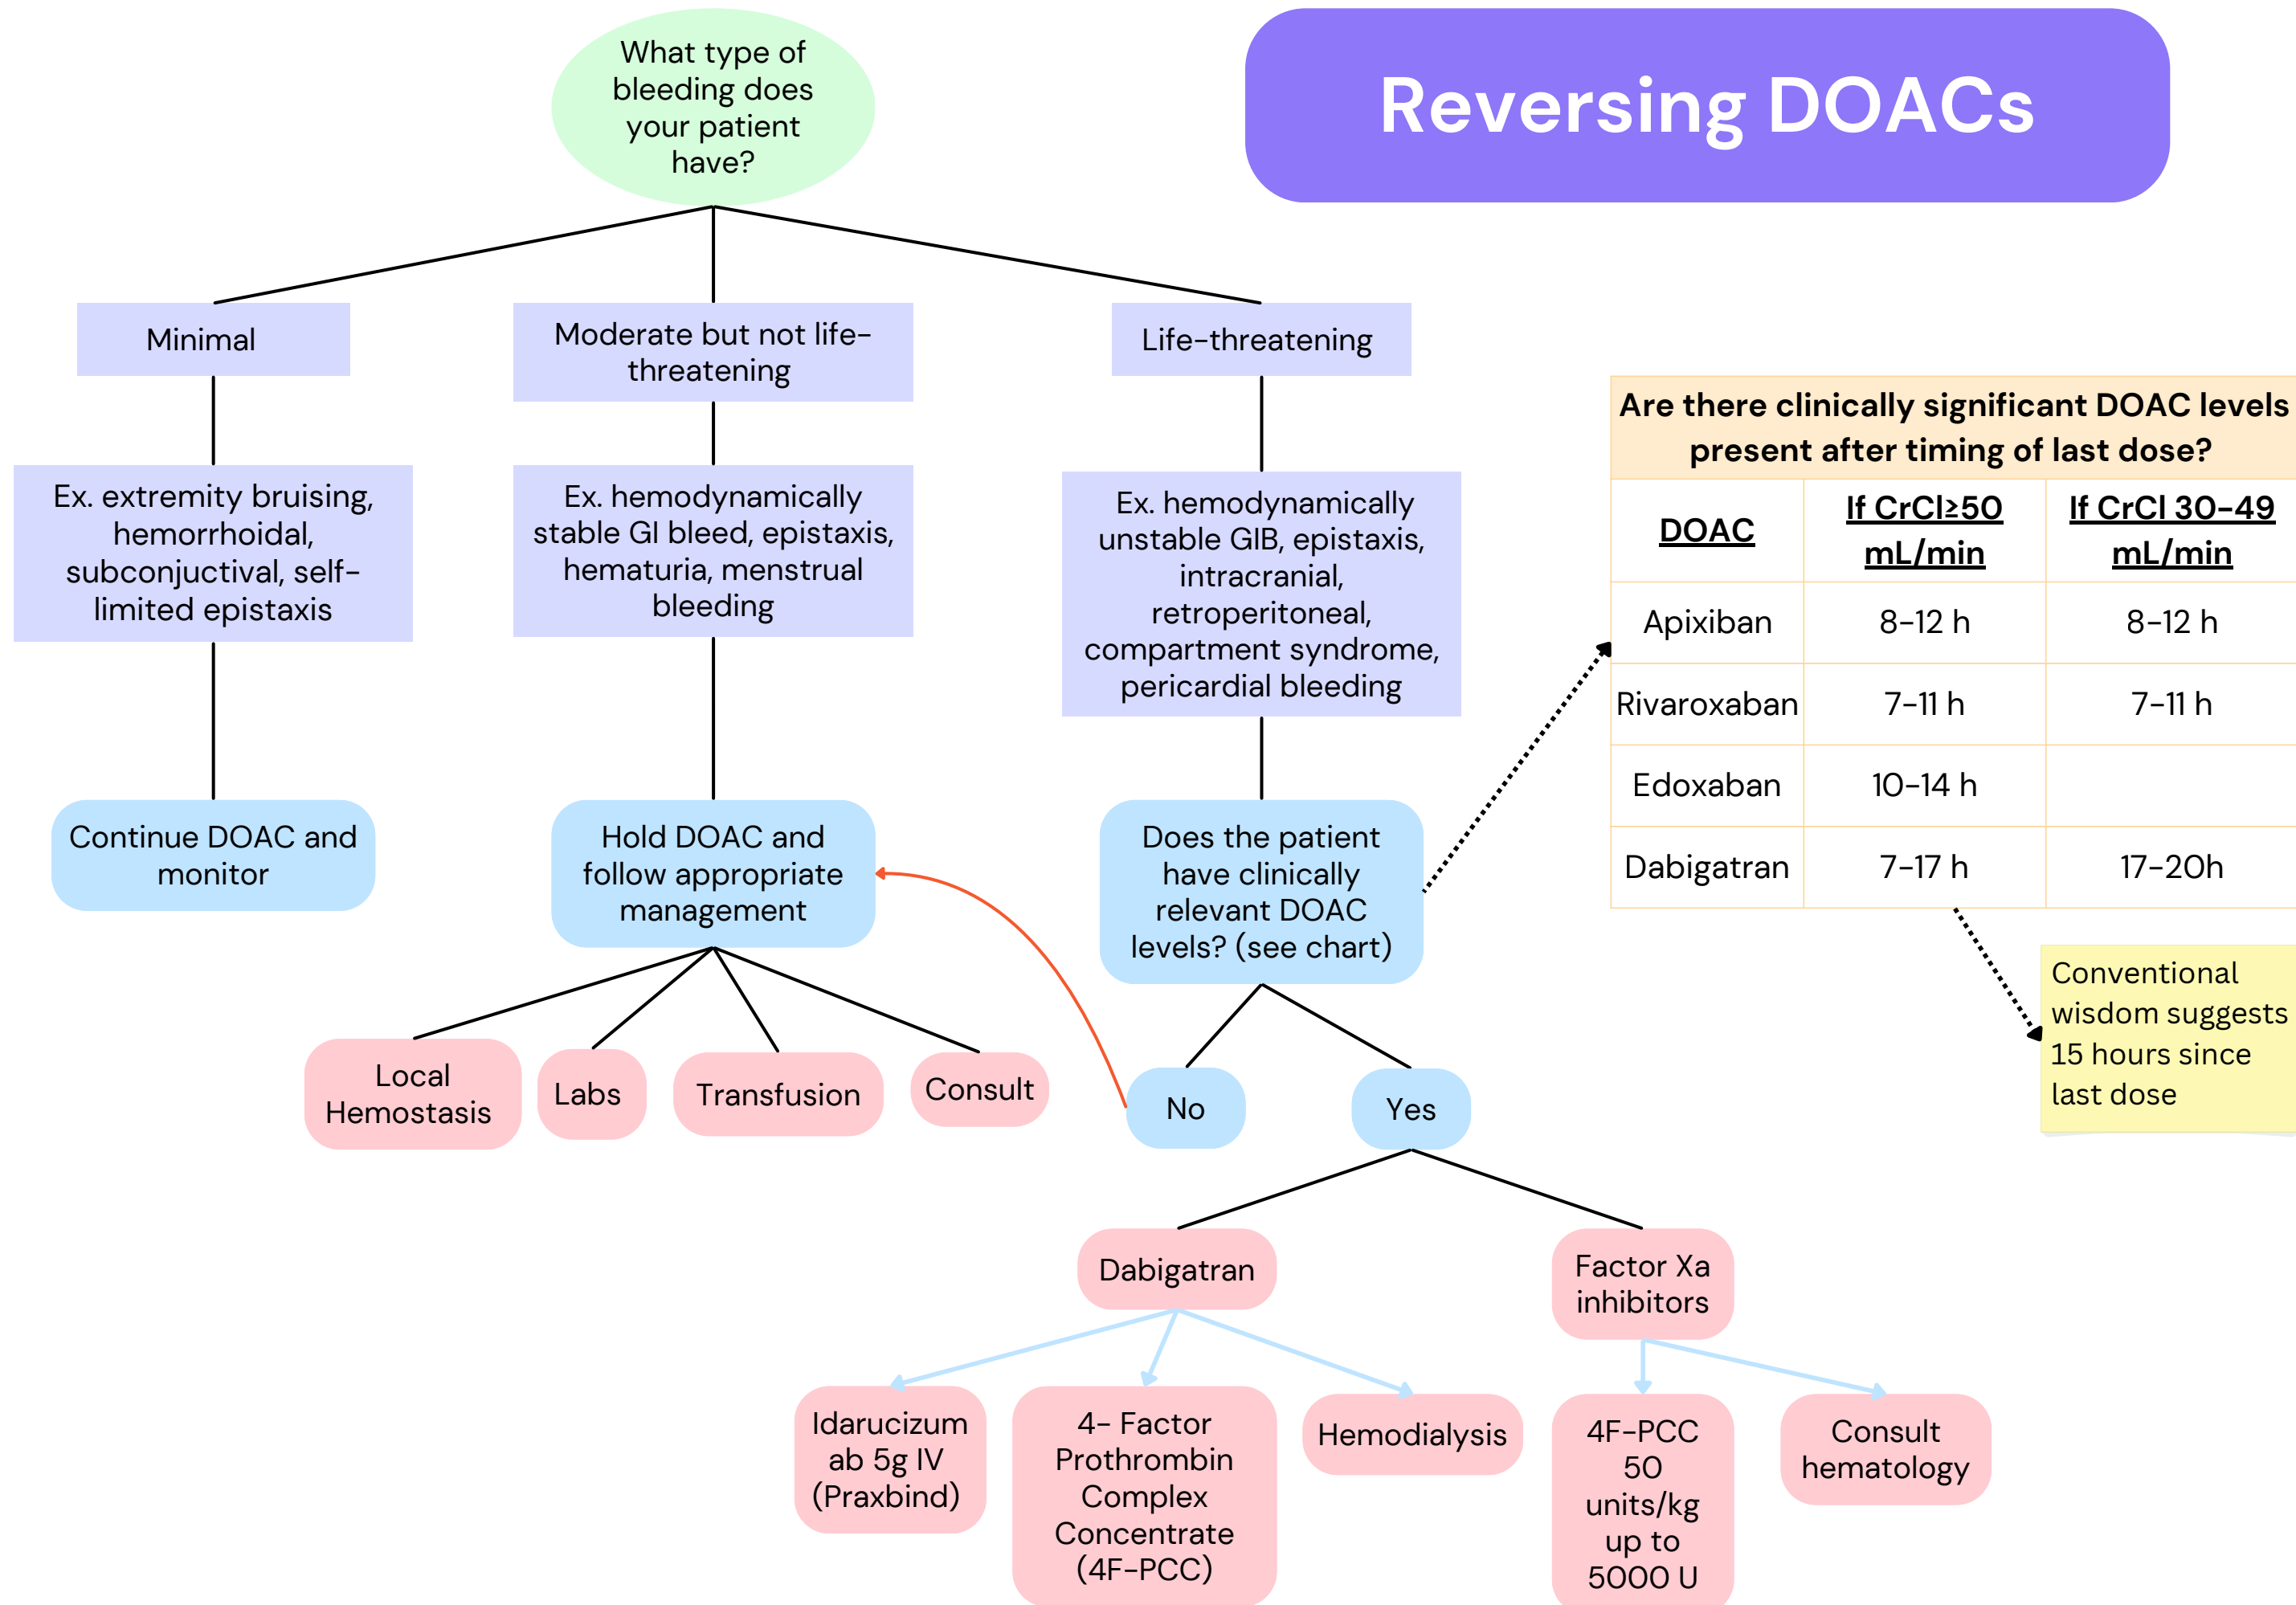 What type of
bleeding does
your patient
have?
Reversing DOACs
Minimal
Moderate but not life-
threatening
Life-threatening
Ex. extremity bruising,
hemorrhoidal,
subconjuctival, self-
limited epistaxis
Ex. hemodynamically
stable GI bleed, epistaxis,
hematuria, menstrual
bleeding
Ex. hemodynamically
unstable GIB, epistaxis,
intracranial,
retroperitoneal,
compartment syndrome,
pericardial bleeding
Are there clinically significant DOAC levels
present after timing of last dose?
DOAC
If CrCl≥50
mL/min
If CrCl 30-49
mL/min
Apixiban
8-12 h
8-12 h
Rivaroxaban
7-11 h
7-11 h
Edoxaban
10-14 h
Dabigatran
7-17 h
17-20h
Conventional
wisdom suggests
15 hours since
last dose
Continue DOAC and
monitor
Hold DOAC and
follow appropriate
management
Does the patient
have clinically
relevant DOAC
levels? (see chart)
Local
Hemostasis
Labs
Transfusion
Consult
No
Yes
Dabigatran
Factor Xa
inhibitors
Idarucizum
ab 5g IV
(Praxbind)
4- Factor
Prothrombin
Complex
Concentrate
(4F-PCC)
Hemodialysis
4F-PCC
50
units/kg
up to
5000 U
Consult
hematology